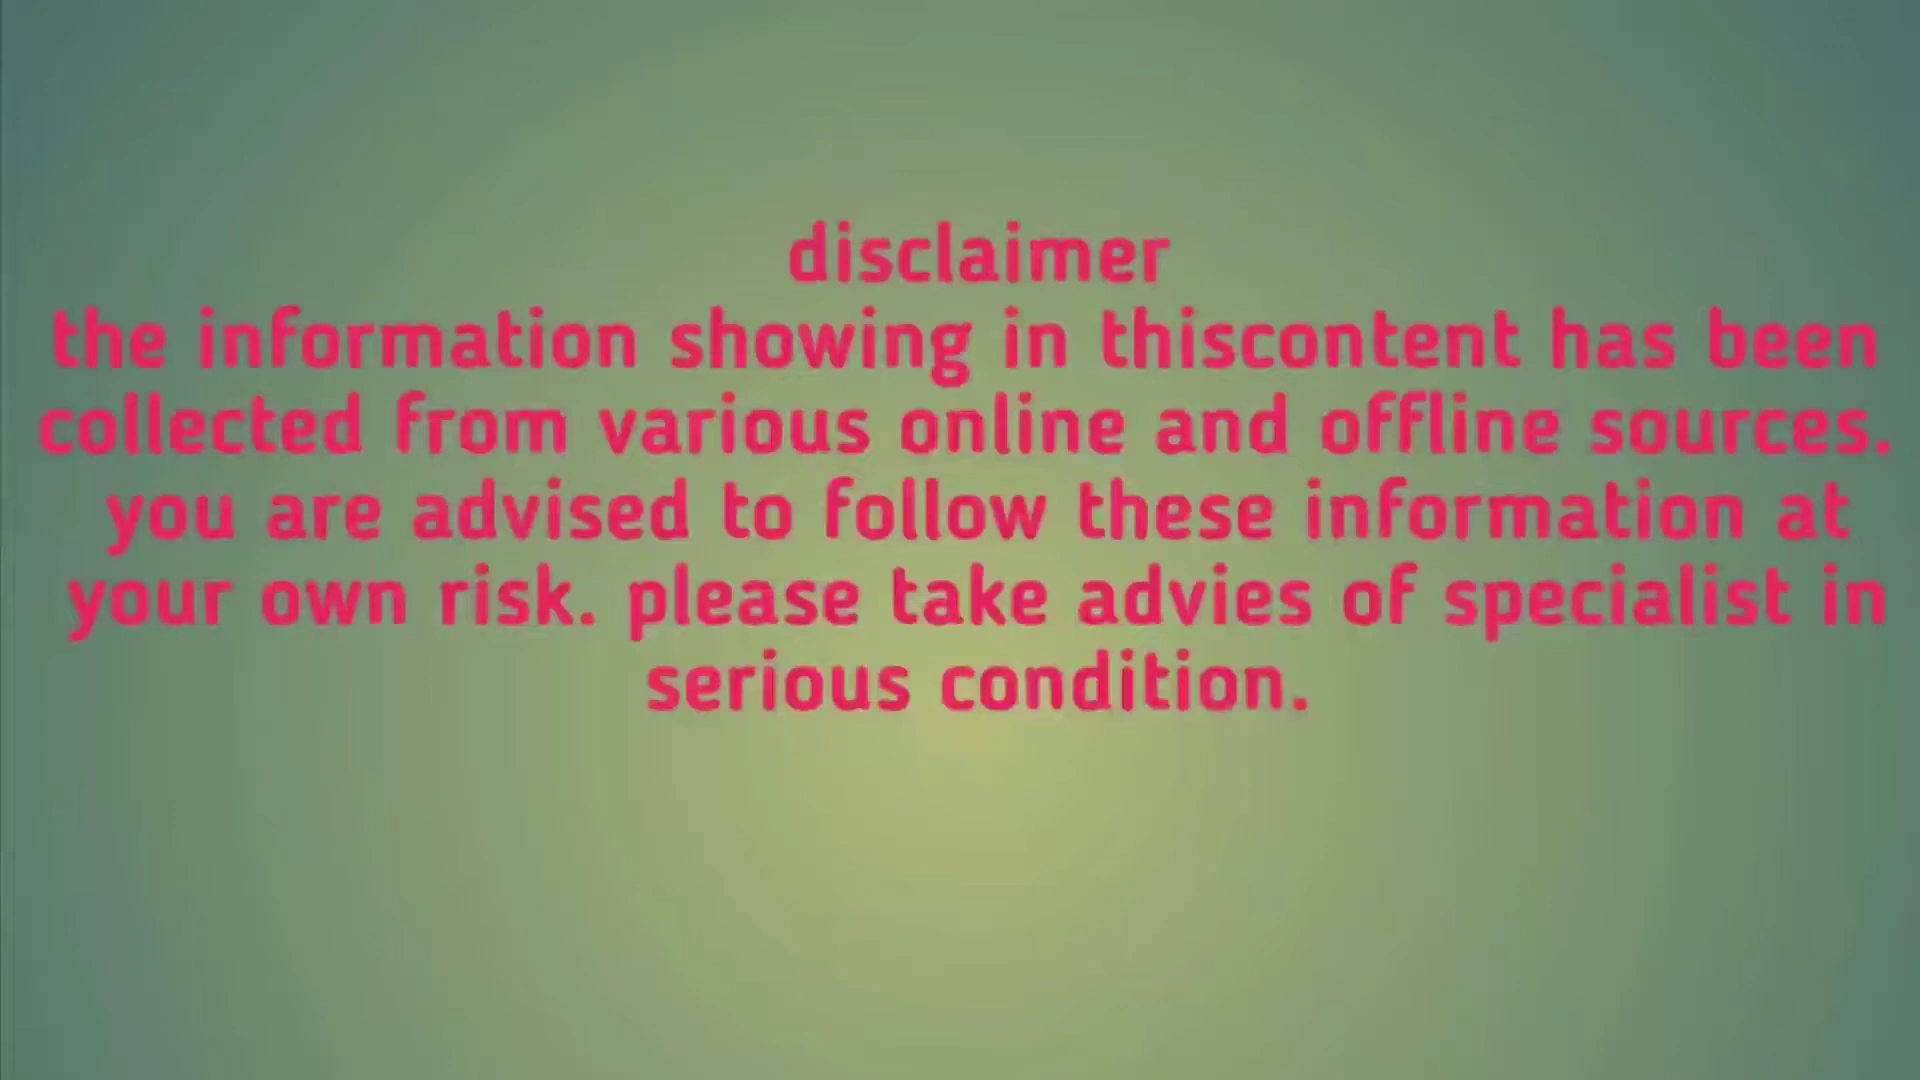 disclaimer
the information showing in thiscontent has been
collected from various online and offline sources.
you are advised to follow these information at
your own risk. please take advies of specialist in
serious condition.